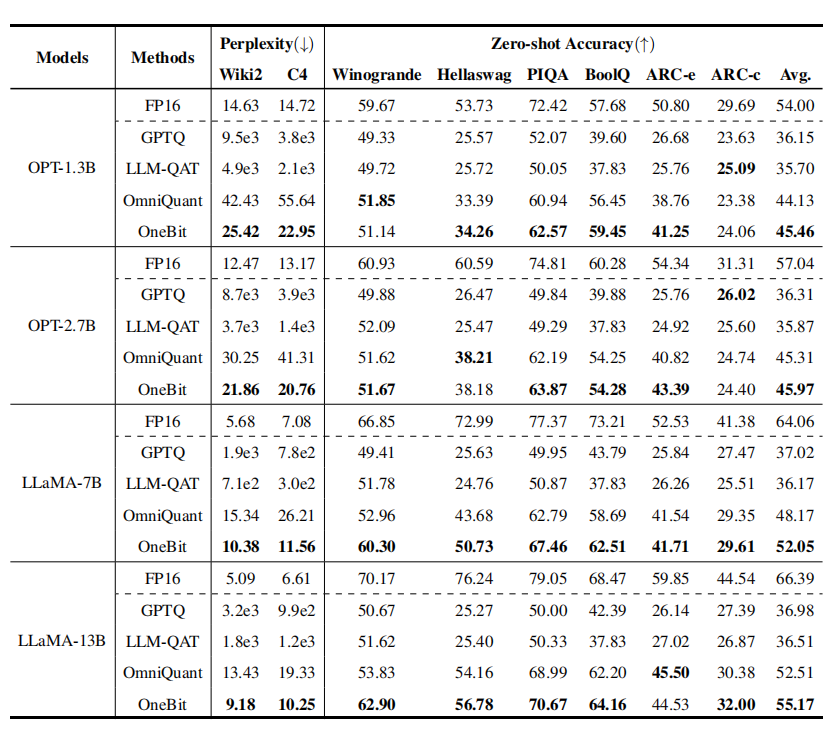 Models Methods Perplexity(↓) Zero-shot Accuracy(↑)
Wiki2 C4 Winogrande Hellaswag PIQA BoolQ ARC-e ARC-c Avg.
OPT-1.3B
FP16 14.63 14.72 59.67 53.73 72.42 57.68 50.80 29.69 54.00
GPTQ 9.5e3 3.8e3 49.33 25.57 52.07 39.60 26.68 23.63 36.15
LLM-QAT 4.9e3 2.1e3 49.72 25.72 50.05 37.83 25.76 25.09 35.70
OmniQuant 42.43 55.64 51.85 33.39 60.94 56.45 38.76 23.38 44.13
OneBit 25.42 22.95 51.14 34.26 62.57 59.45 41.25 24.06 45.46
OPT-2.7B
FP16 12.47 13.17 60.93 60.59 74.81 60.28 54.34 31.31 57.04
GPTQ 8.7e3 3.9e3 49.88 26.47 49.84 39.88 25.76 26.02 36.31
LLM-QAT 3.7e3 1.4e3 52.09 25.47 49.29 37.83 24.92 25.60 35.87
OmniQuant 30.25 41.31 51.62 38.21 62.19 54.25 40.82 24.74 45.31
OneBit 21.86 20.76 51.67 38.18 63.87 54.28 43.39 24.40 45.97
LLaMA-7B
FP16 5.68 7.08 66.85 72.99 77.37 73.21 52.53 41.38 64.06
GPTQ 1.9e3 7.8e2 49.41 25.63 49.95 43.79 25.84 27.47 37.02
LLM-QAT 7.1e2 3.0e2 51.78 24.76 50.87 37.83 26.26 25.51 36.17
OmniQuant 15.34 26.21 52.96 43.68 62.79 58.69 41.54 29.35 48.17
OneBit 10.38 11.56 60.30 50.73 67.46 62.51 41.71 29.61 52.05
LLaMA-13B
FP16 5.09 6.61 70.17 76.24 79.05 68.47 59.85 44.54 66.39
GPTQ 3.2e3 9.9e2 50.67 25.27 50.00 42.39 26.14 27.39 36.98
LLM-QAT 1.8e3 1.2e3 51.62 25.40 50.33 37.83 27.02 26.87 36.51
OmniQuant 13.43 19.33 53.83 54.16 68.99 62.20 45.50 30.38 52.51
OneBit 9.18 10.25 62.90 56.78 70.67 64.16 44.53 32.00 55.17